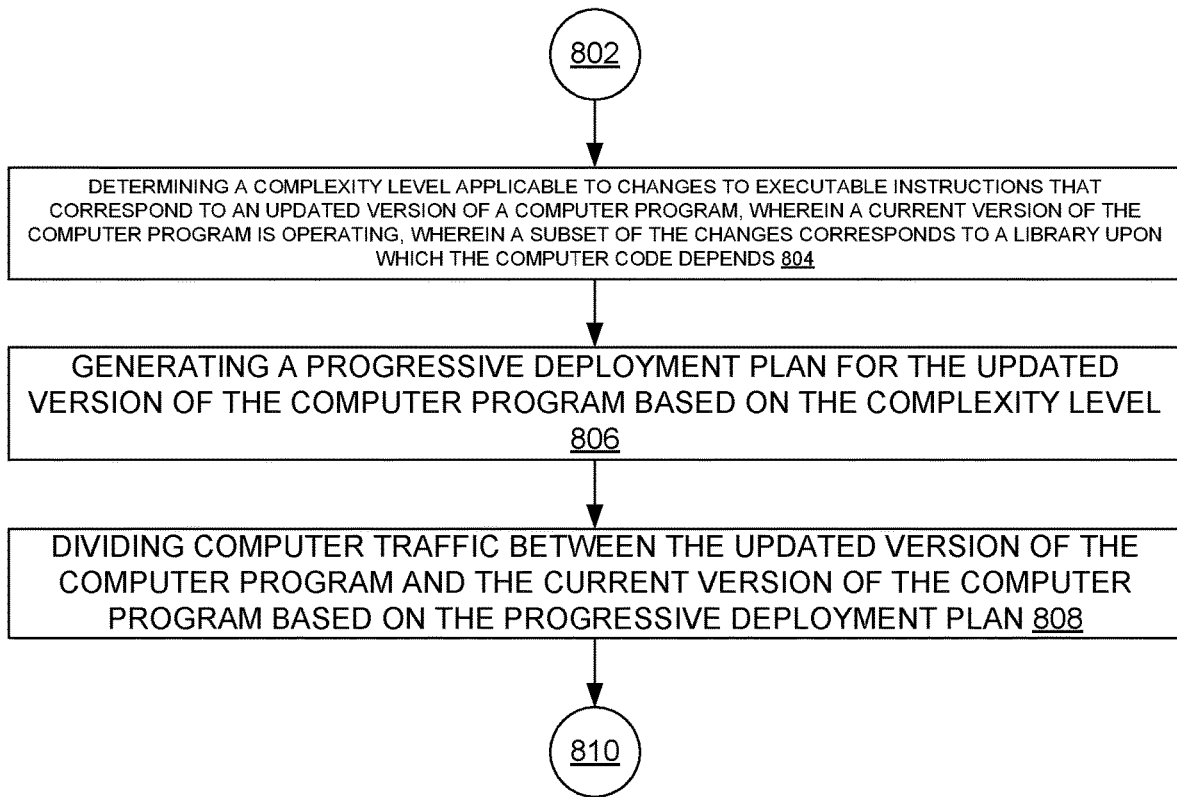 802
DETERMINING A COMPLEXITY LEVEL APPLICABLE TO CHANGES TO EXECUTABLE INSTRUCTIONS THAT
CORRESPOND TO AN UPDATED VERSION OF A COMPUTER PROGRAM, WHEREIN A CURRENT VERSION OF THE
COMPUTER PROGRAM IS OPERATING, WHEREIN A SUBSET OF THE CHANGES CORRESPONDS TO A LIBRARY UPON
WHICH THE COMPUTER CODE DEPENDS 804
GENERATING A PROGRESSIVE DEPLOYMENT PLAN FOR THE UPDATED
VERSION OF THE COMPUTER PROGRAM BASED ON THE COMPLEXITY LEVEL
806
DIVIDING COMPUTER TRAFFIC BETWEEN THE UPDATED VERSION OF THE
COMPUTER PROGRAM AND THE CURRENT VERSION OF THE COMPUTER
PROGRAM BASED ON THE PROGRESSIVE DEPLOYMENT PLAN 808
810